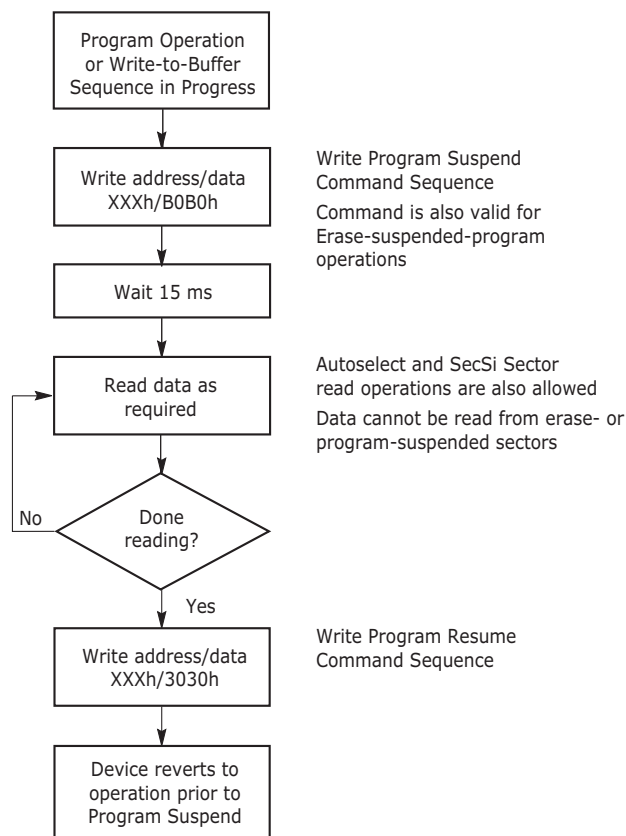 Program Operation
or Write-to-Buffer
Sequence in Progress
Write address/data
XXXh/B0B0h
Write Program Suspend
Command Sequence
Command is also valid for
Erase-suspended-program
operations
Wait 15 ms
Read data as
required
Autoselect and SecSi Sector
read operations are also allowed
Data cannot be read from erase- or
program-suspended sectors
No
Done
reading?
Yes
Write address/data
XXXh/3030h
Write Program Resume
Command Sequence
Device reverts to
operation prior to
Program Suspend